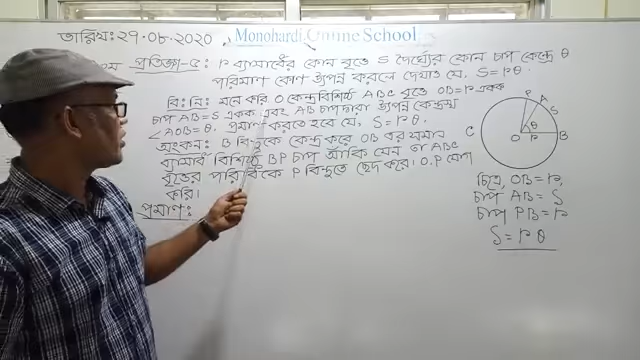 Monohardi Online School
তারিখ: ২৭.০৮.২০২০
প্রতিজ্ঞা-৫: r ব্যাসার্ধের কোন বৃত্তে S দৈর্ঘ্যের কোন চাপ কেন্দ্রে θ
পরিমাণ কোণ উৎপন্ন করলে দেখাও যে, S = rθ.
বি: নি: মনে করি O কেন্দ্রবিশিষ্ট ABC বৃত্তে OB = r একক
চাপ AB = S একক এবং AB চাপ দ্বারা উৎপন্ন কেন্দ্রস্থ
∠AOB = θ. প্রমাণ করতে হবে যে, S = rθ.
অংকন: B কে কেন্দ্র করে OB এর সমান
ব্যাসার্ধ বিশিষ্ট BP চাপ আঁকি যেন তা ABC
বৃত্তের P বিন্দুতে ছেদ করে। O,P যোগ
করি।
প্রমাণ:
P A
S
C O θ r B
চিত্রে, OB = r,
চাপ AB = S
চাপ PB = r
S = rθ